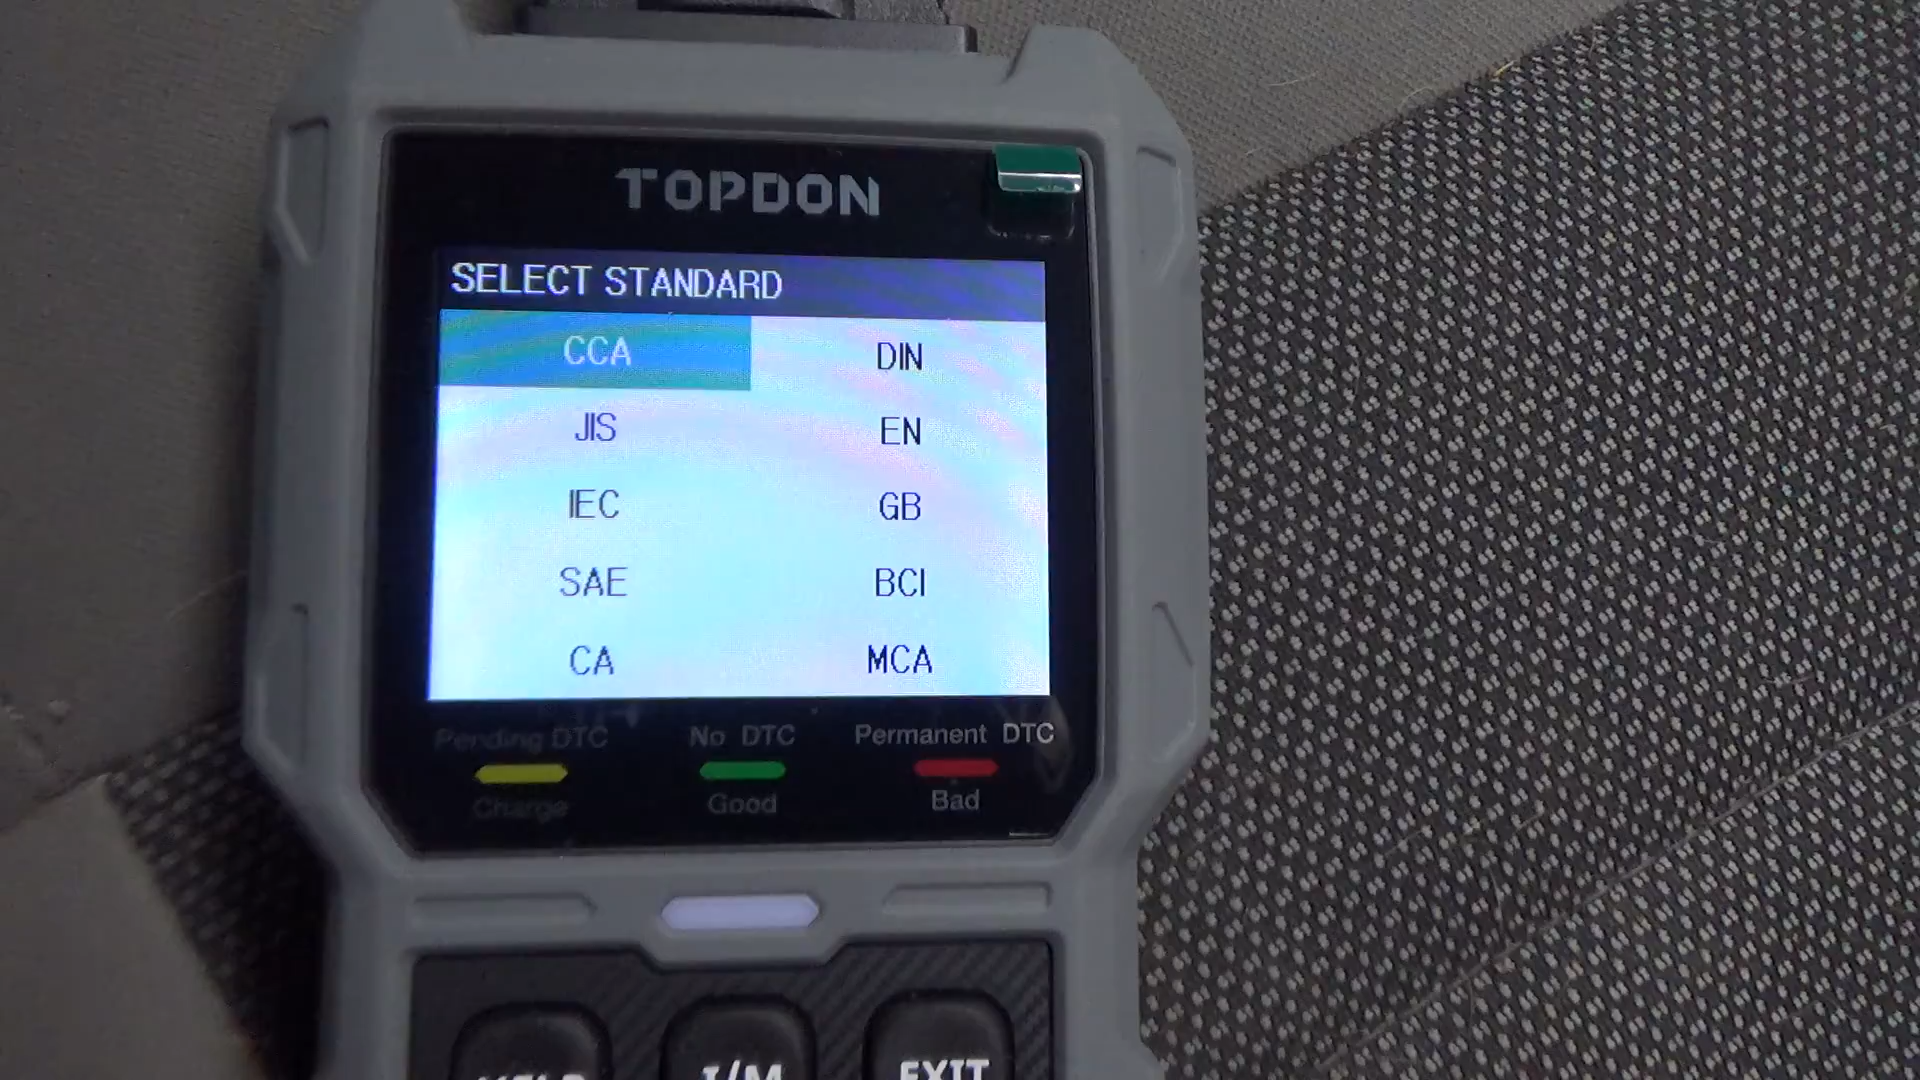 TOPDON
SELECT STANDARD
CCA DIN
JIS EN
IEC GB
SAE BCI
CA MCA
Pending DTC No DTC Permanent DTC
Charge Good Bad
HELP I/M EXIT